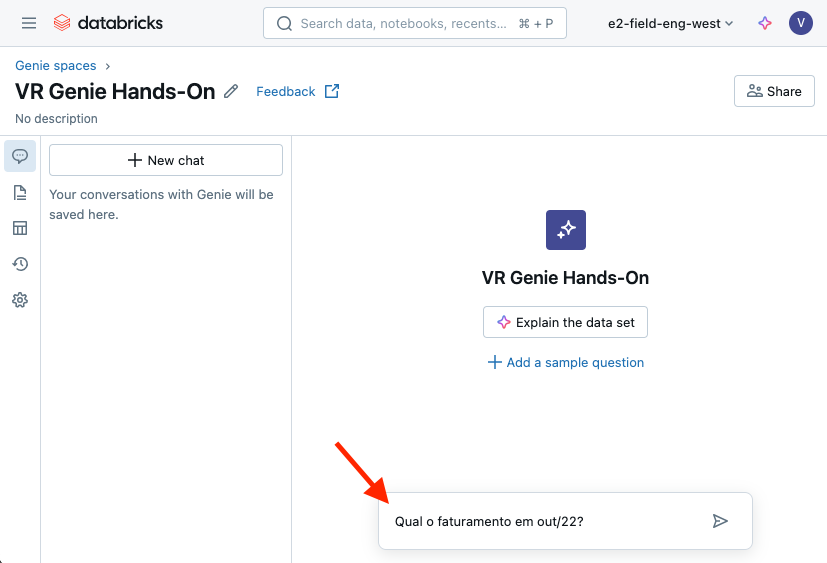 databricks
Search data, notebooks, recents... ⌘ + P
e2-field-eng-west
V
Genie spaces
VR Genie Hands-On
Feedback
Share
No description
New chat
Your conversations with Genie will be
saved here.
VR Genie Hands-On
Explain the data set
Add a sample question
Qual o faturamento em out/22?